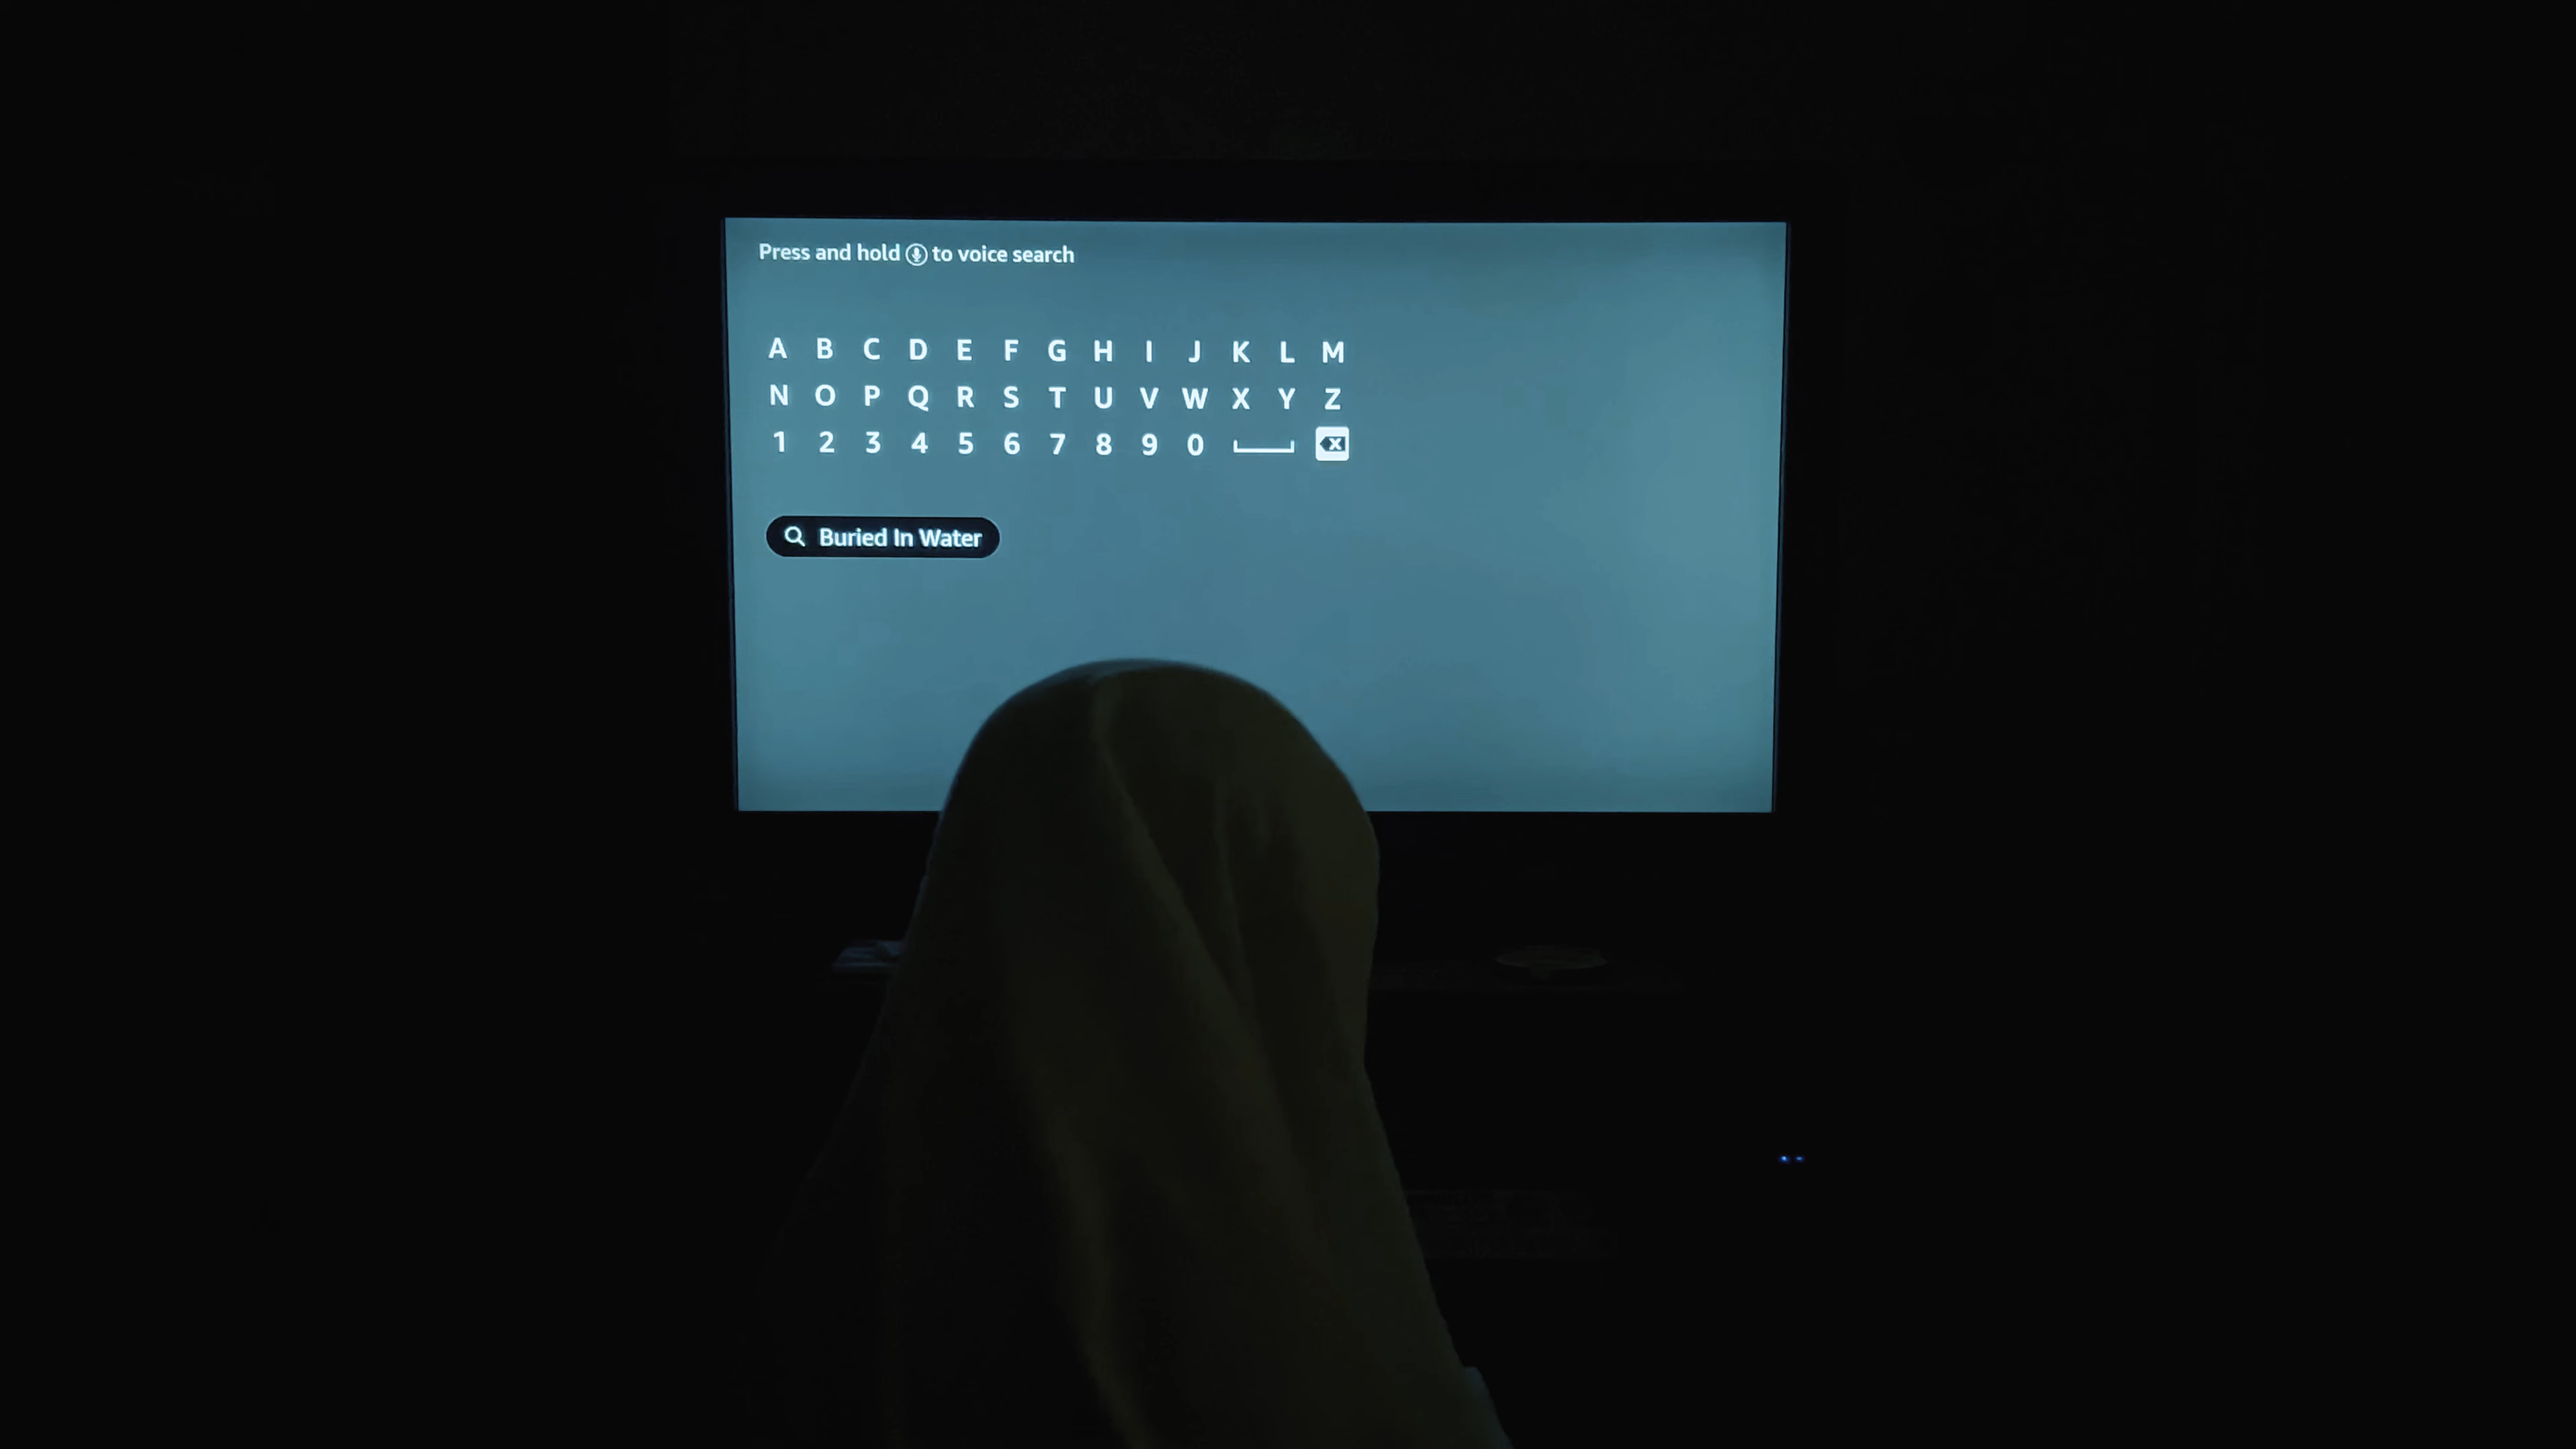 Press and hold to voice search
A B C D E F G H I J K L M
N O P Q R S T U V W X Y Z
1 2 3 4 5 6 7 8 9 0
Buried In Water